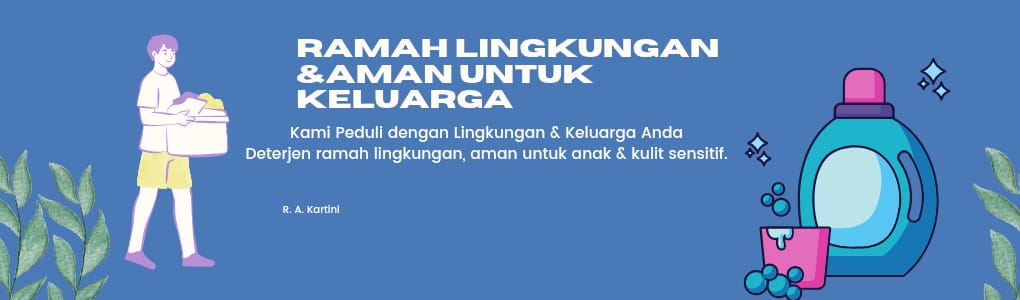 RAMAH LINGKUNGAN
&AMAN UNTUK
KELUARGA
Kami Peduli dengan Lingkungan & Keluarga Anda
Deterjen ramah lingkungan, aman untuk anak & kulit sensitif.
R. A. Kartini